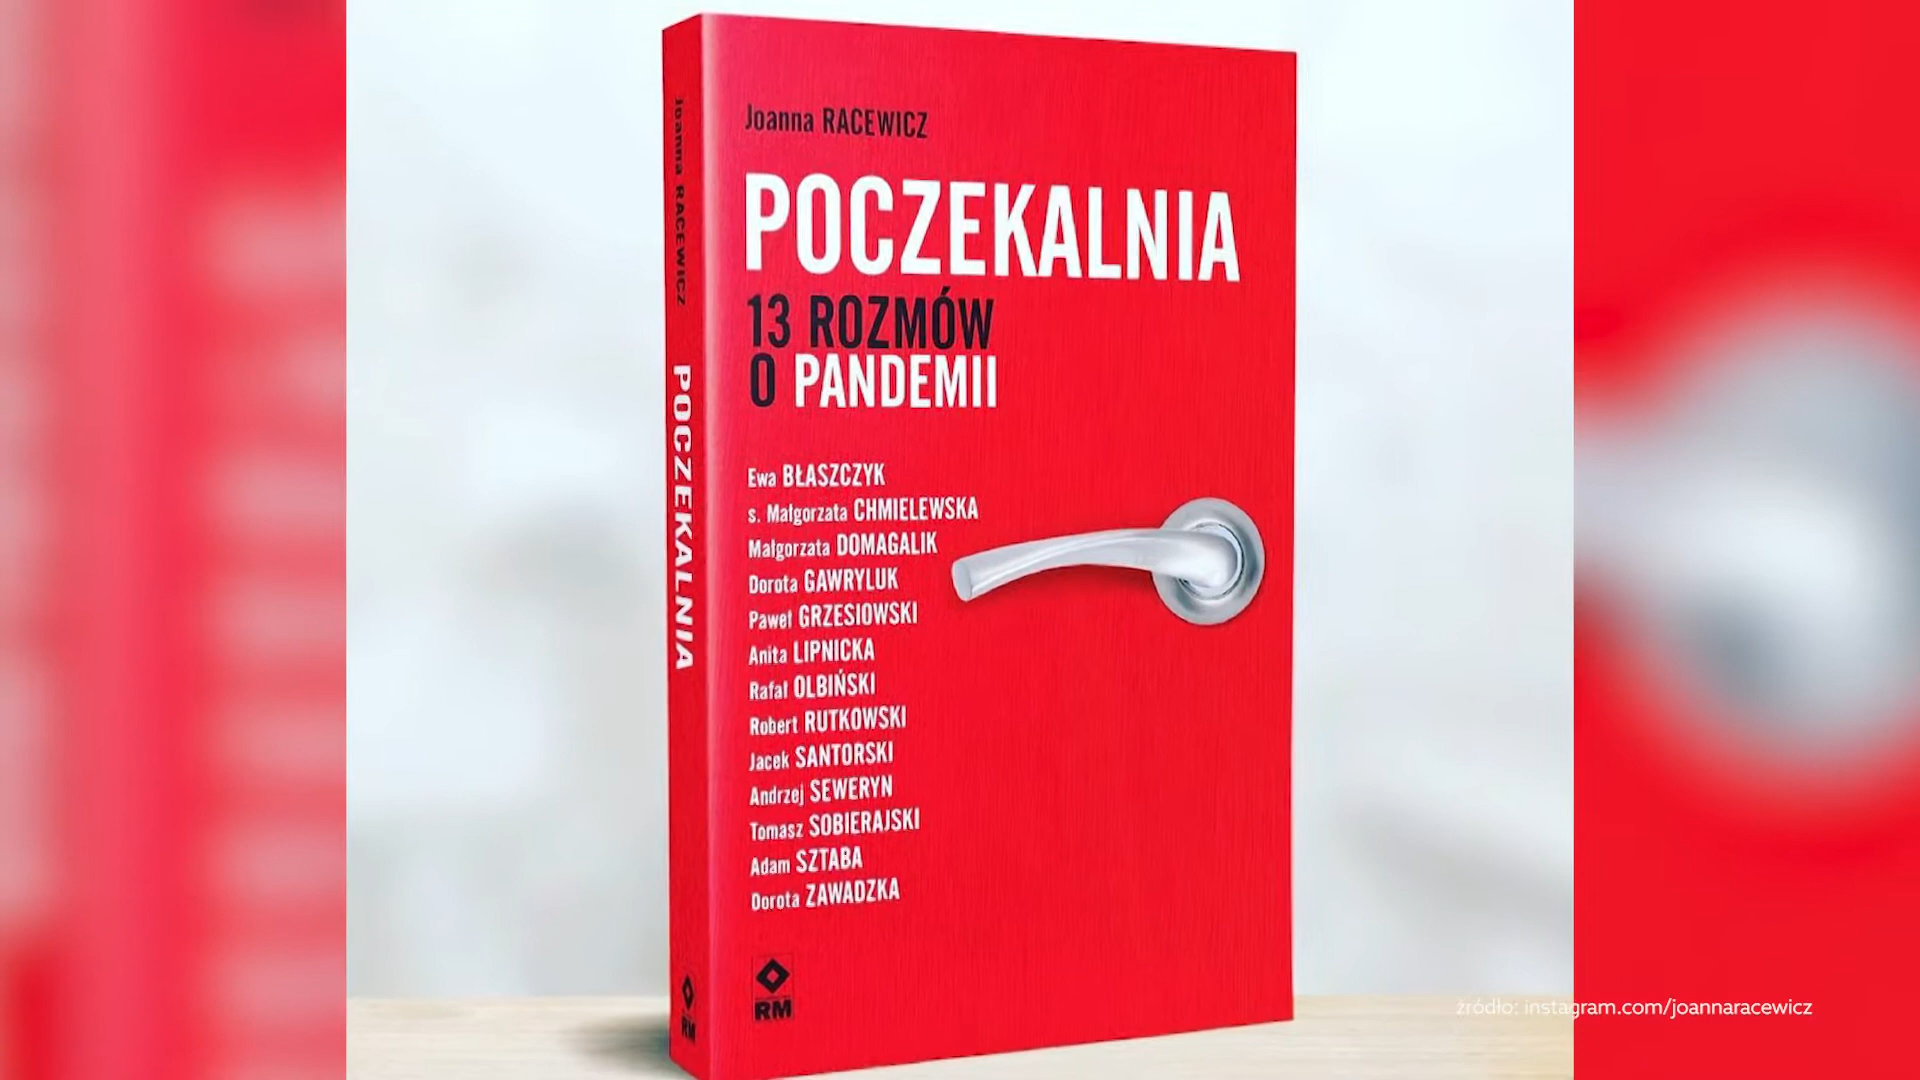 Joanna RACEWICZ
POCZEKALNIA
13 ROZMÓW
O PANDEMII
Ewa BŁASZCZYK
s. Małgorzata CHMIELEWSKA
Małgorzata DOMAGALIK
Dorota GAWRYLUK
Paweł GRZESIOWSKI
Anita LIPNICKA
Rafał OLBIŃSKI
Robert RUTKOWSKI
Jacek SANTORSKI
Andrzej SEWERYN
Tomasz SOBIERAJSKI
Adam SZTABA
Dorota ZAWADZKA
RM
Joanna RACEWICZ
POCZEKALNIA
RM
źródło: instagram.com/joannaracewicz